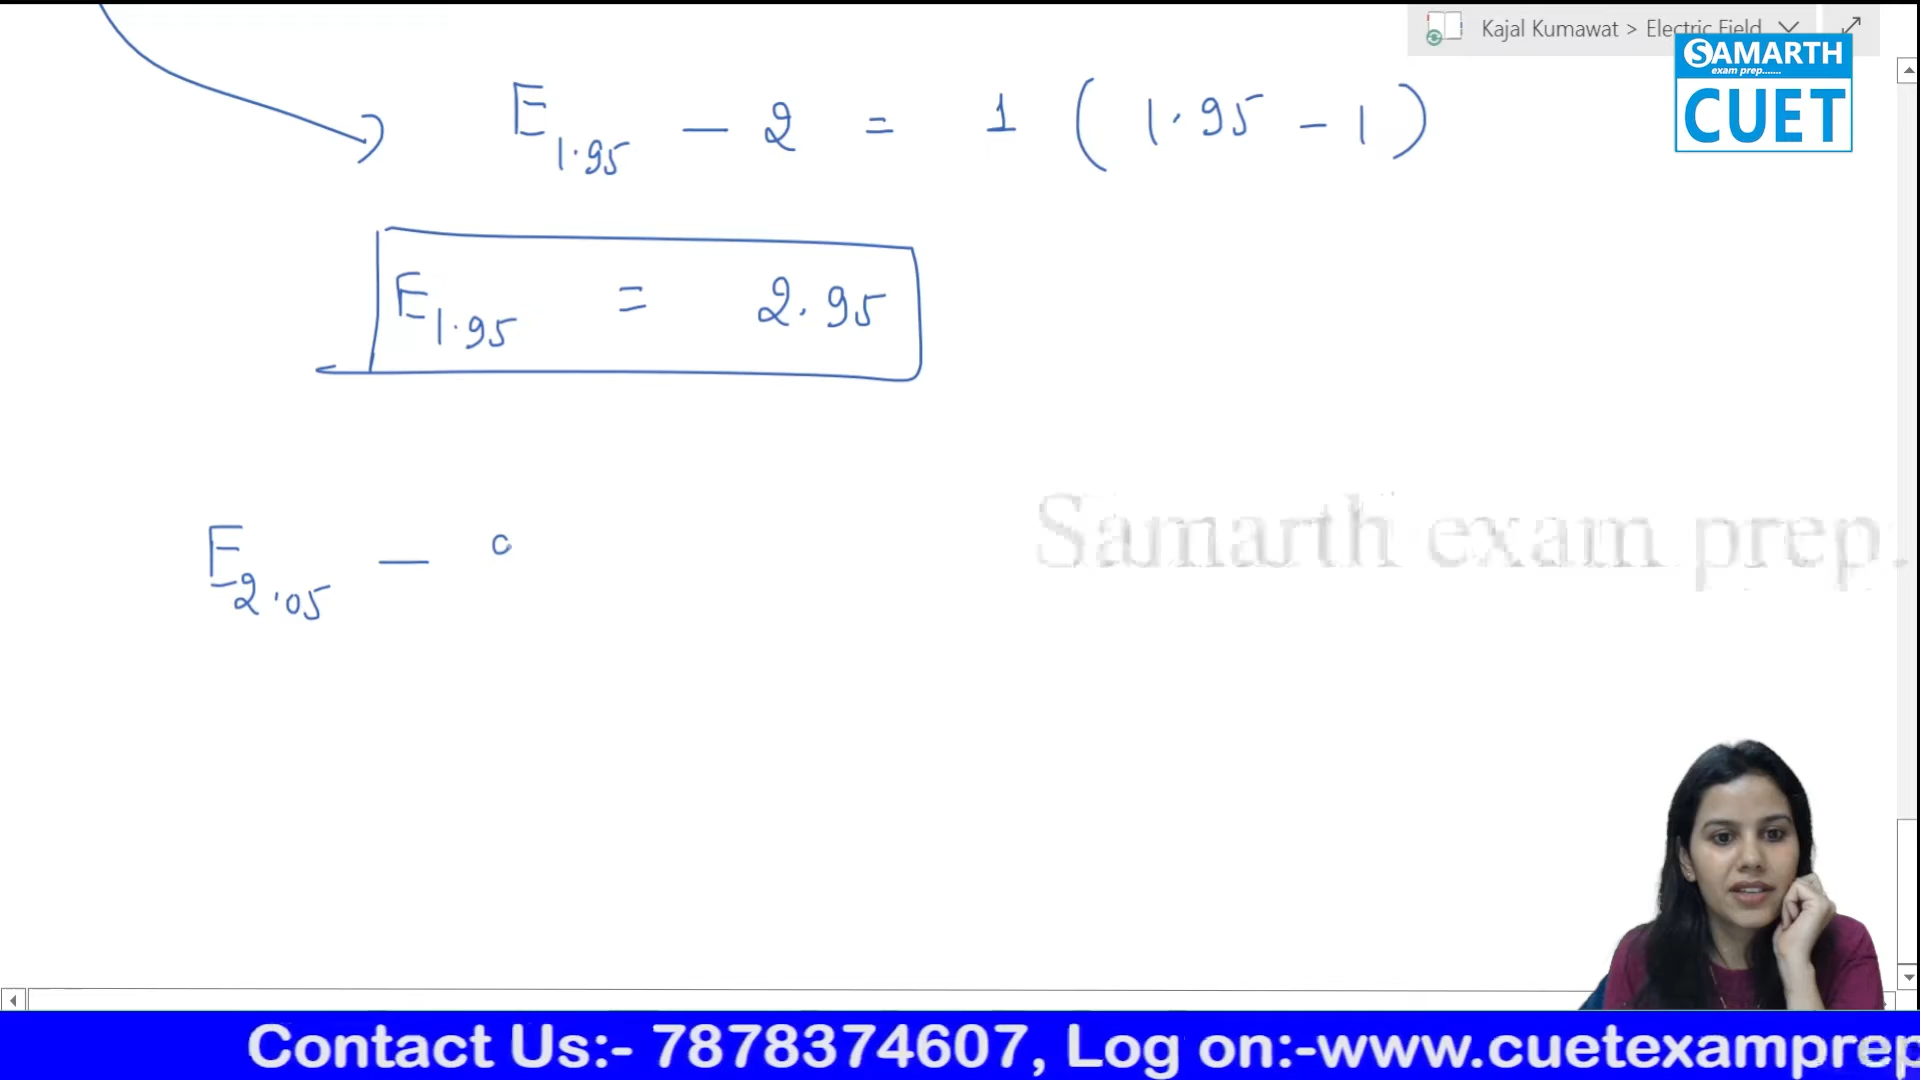 Kajal Kumawat > Electric Field
SAMARTH
exam prep.......
CUET
E1.95 - 2 = 1 ( 1.95 - 1 )
E1.95 = 2.95
Samarth exam prep.
E2.05 -
Contact Us:- 7878374607, Log on:-www.cuetexamprep